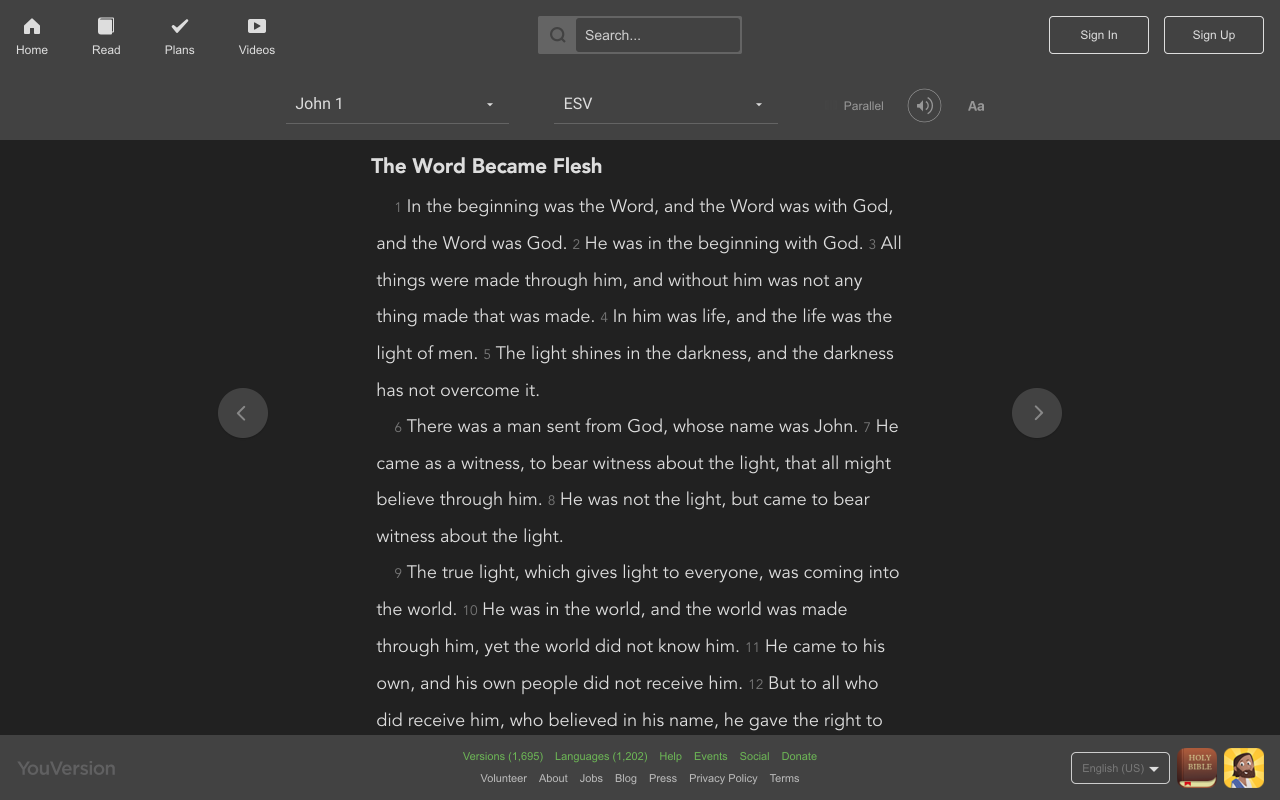 Home
Read
Plans
Videos
Search...
Sign In
Sign Up
John 1
ESV
Parallel
Aa
The Word Became Flesh
1 In the beginning was the Word, and the Word was with God,
and the Word was God. 2 He was in the beginning with God. 3 All
things were made through him, and without him was not any
thing made that was made. 4 In him was life, and the life was the
light of men. 5 The light shines in the darkness, and the darkness
has not overcome it.
6 There was a man sent from God, whose name was John. 7 He
came as a witness, to bear witness about the light, that all might
believe through him. 8 He was not the light, but came to bear
witness about the light.
9 The true light, which gives light to everyone, was coming into
the world. 10 He was in the world, and the world was made
through him, yet the world did not know him. 11 He came to his
own, and his own people did not receive him. 12 But to all who
did receive him, who believed in his name, he gave the right to
YouVersion
Versions (1,695) Languages (1,202) Help Events Social Donate
Volunteer About Jobs Blog Press Privacy Policy Terms
English (US)
HOLY
BIBLE